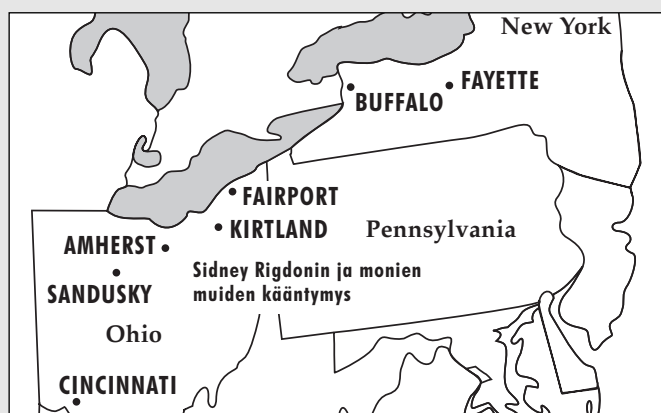 New York
FAYETTE
BUFFALO
FAIRPORT
KIRTLAND
Pennsylvania
AMHERST
Sidney Rigdonin ja monien
muiden kääntymys
SANDUSKY
Ohio
CINCINNATI